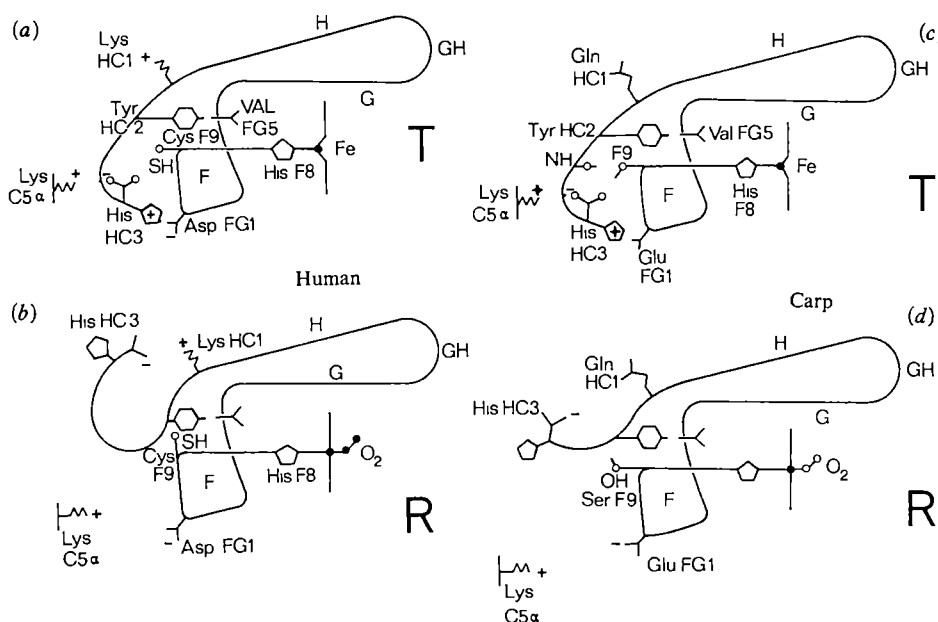 (a)
H
Lys
HC1 +
GH
G
Tyr
HC2
VAL
FG5
Cys F9
SH
Fe
His F8
T
Lys
C5α
+
−
F
+
His
HC3
−
Asp FG1
(c)
H
Gln
HC1
GH
G
Tyr HC2
Val FG5
F9
NH
Fe
His
F8
T
Lys
C5α
+
−
F
+
His
HC3
−
Glu
FG1
Human
Carp
(b)
His HC3
−
+ Lys HC1
H
GH
G
SH
Cys
F9
O2
His F8
F
R
+
Lys
C5α
−
Asp FG1
(d)
H
Gln
HC1
GH
G
His HC3
−
O2
OH
Ser F9
F
R
−
Glu FG1
+
Lys
C5α